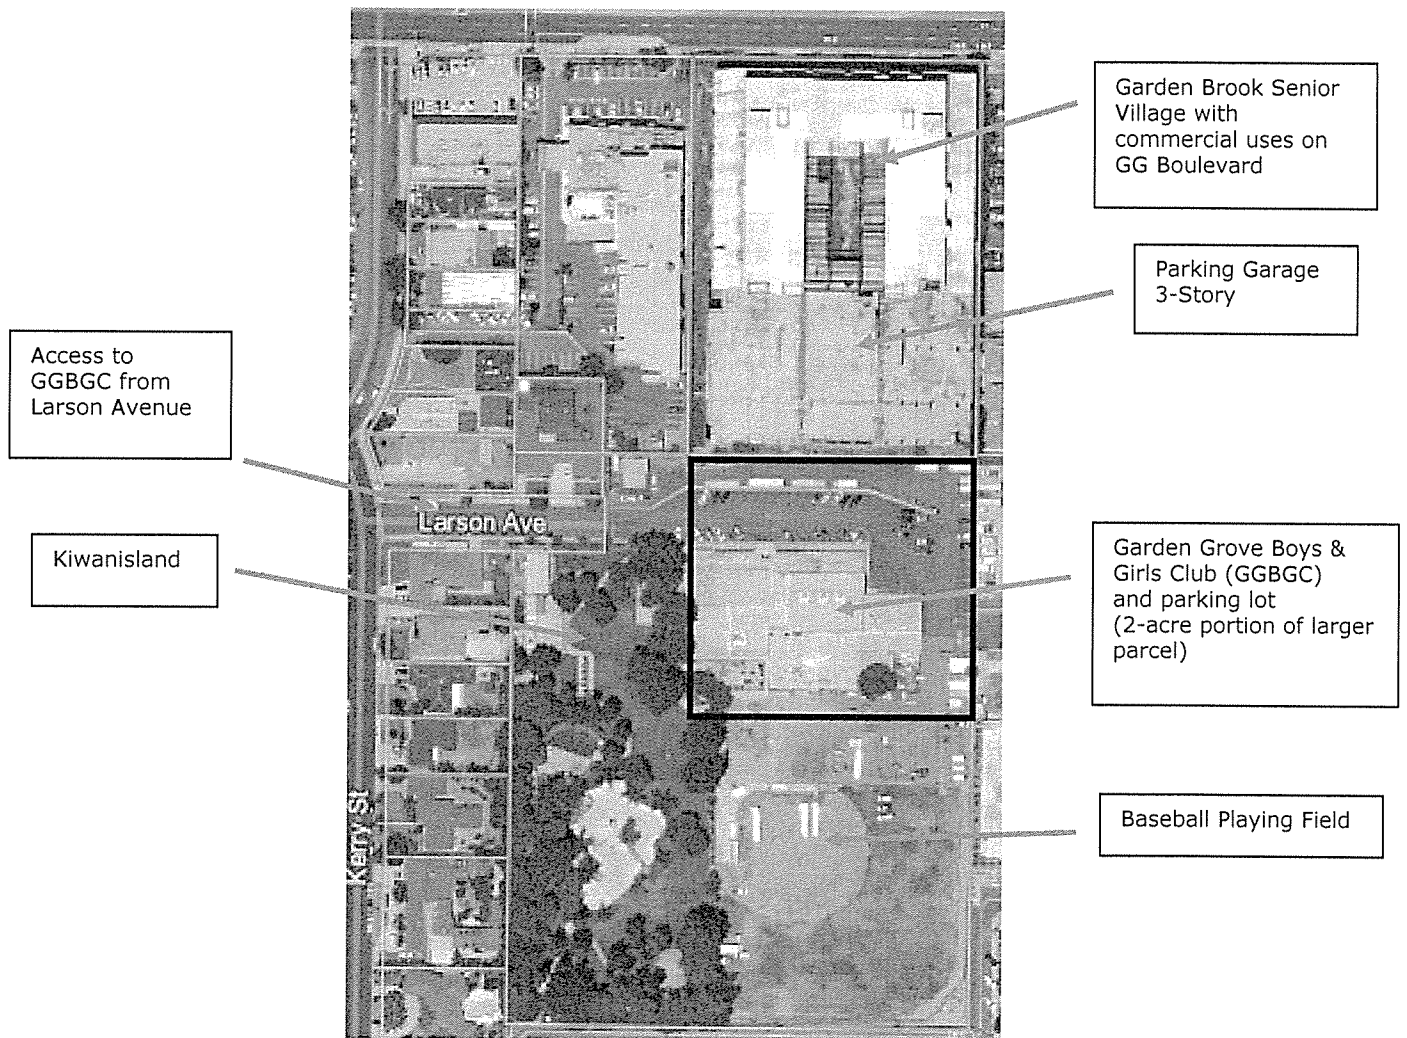 Garden Brook Senior
Village with
commercial uses on
GG Boulevard
Parking Garage
3-Story
Access to
GGBGC from
Larson Avenue
Larson Ave
Kiwanisland
Garden Grove Boys &
Girls Club (GGBGC)
and parking lot
(2-acre portion of larger
parcel)
Kerry St
Baseball Playing Field